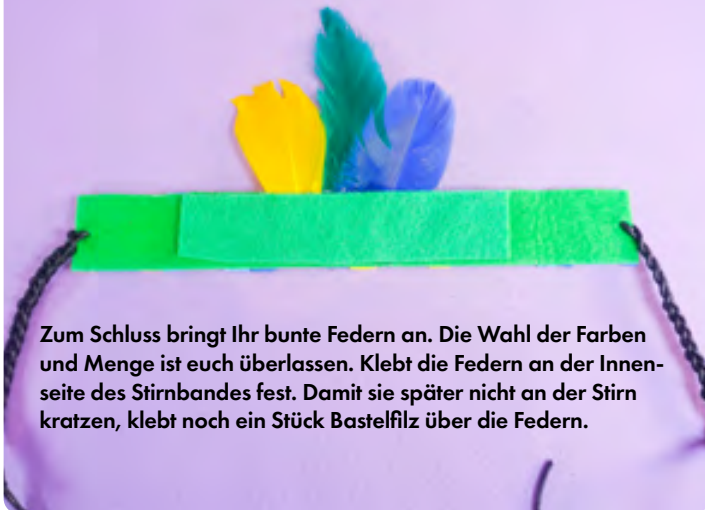 Zum Schluss bringt Ihr bunte Federn an. Die Wahl der Farben
und Menge ist euch überlassen. Klebt die Federn an der Innen-
seite des Stirnbandes fest. Damit sie später nicht an der Stirn
kratzen, klebt noch ein Stück Bastelfilz über die Federn.